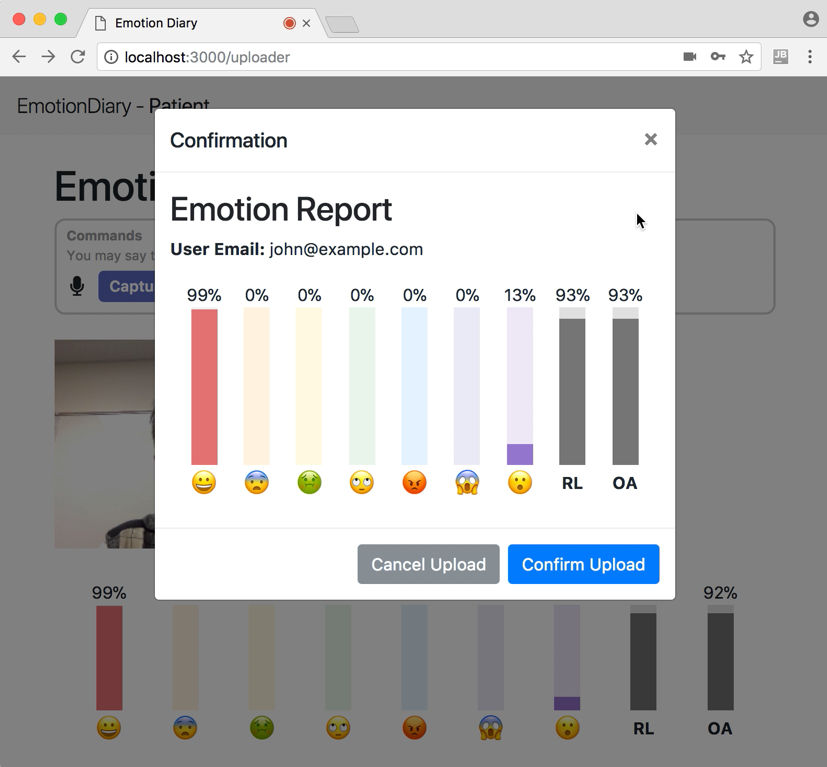 Emotion Diary
localhost:3000/uploader
JB
EmotionDiary - Patient
Confirmation
×
Emotion Report
User Email: john@example.com
Emoti
Commands
You may say t
Captu
99% 0% 0% 0% 0% 0% 13% 93% 93%
RL OA
Cancel Upload Confirm Upload
99% 92%
RL OA